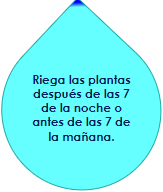 Riega las plantas
después de las 7
de la noche o
antes de las 7 de
la mañana.